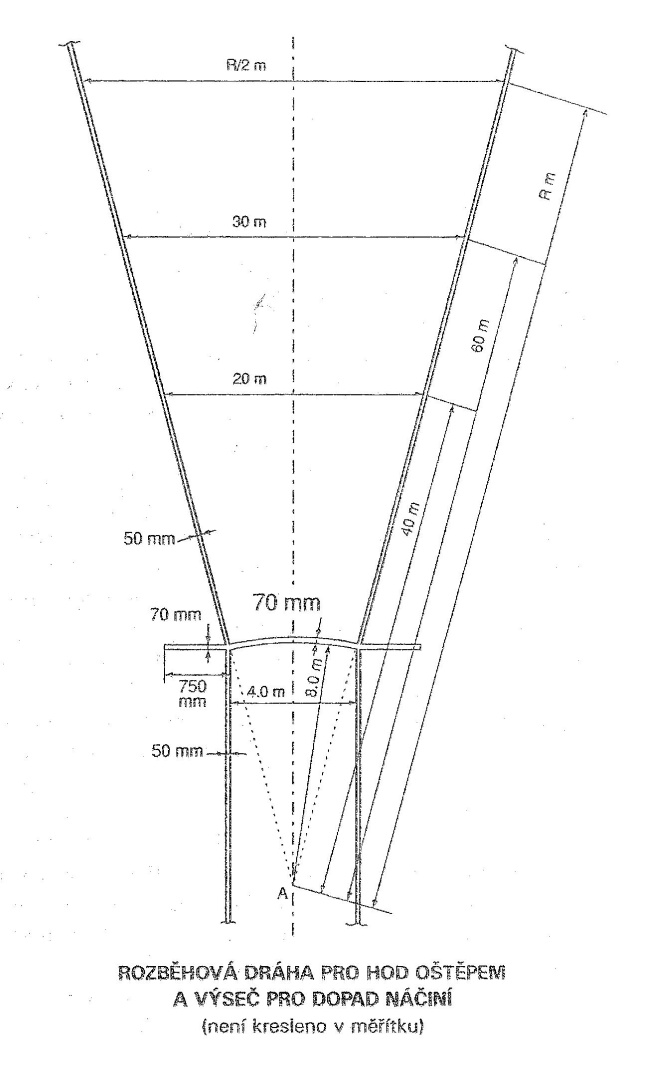 R/2 m
R m
30 m
60 m
20 m
40 m
50 mm
70 mm
70 mm
8.0 m
750
mm
4.0 m
50 mm
A
ROZBĚHOVÁ DRÁHA PRO HOD OŠTĚPEM
A VÝSEČ PRO DOPAD NÁČINÍ
(není kresleno v měřítku)